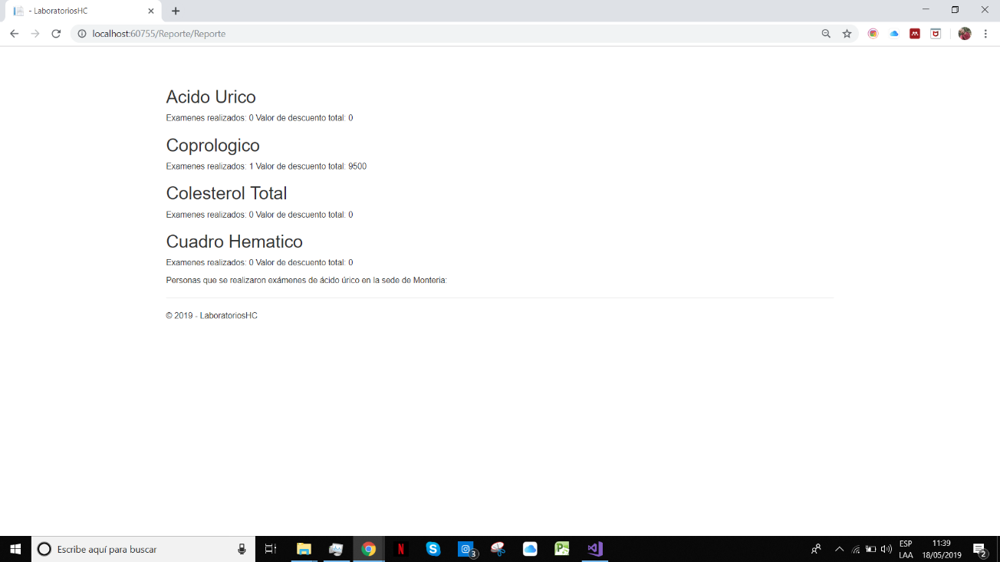 - LaboratoriosHC
localhost:60755/Reporte/Reporte
Acido Urico
Examenes realizados: 0 Valor de descuento total: 0
Coprologico
Examenes realizados: 1 Valor de descuento total: 9500
Colesterol Total
Examenes realizados: 0 Valor de descuento total: 0
Cuadro Hematico
Examenes realizados: 0 Valor de descuento total: 0
Personas que se realizaron exámenes de ácido úrico en la sede de Monteria:
© 2019 - LaboratoriosHC
Escribe aquí para buscar
N
S
3
ESP
LAA
11:39
18/05/2019
2